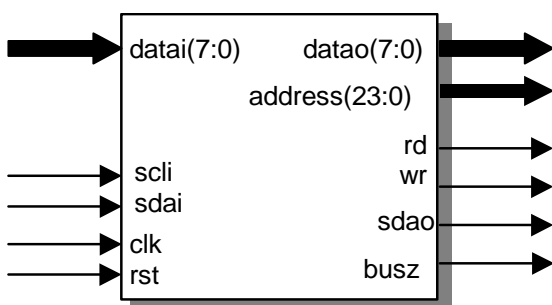 datai(7:0) datao(7:0)
address(23:0)
rd
scli
wr
sdai
sdao
clk
busz
rst